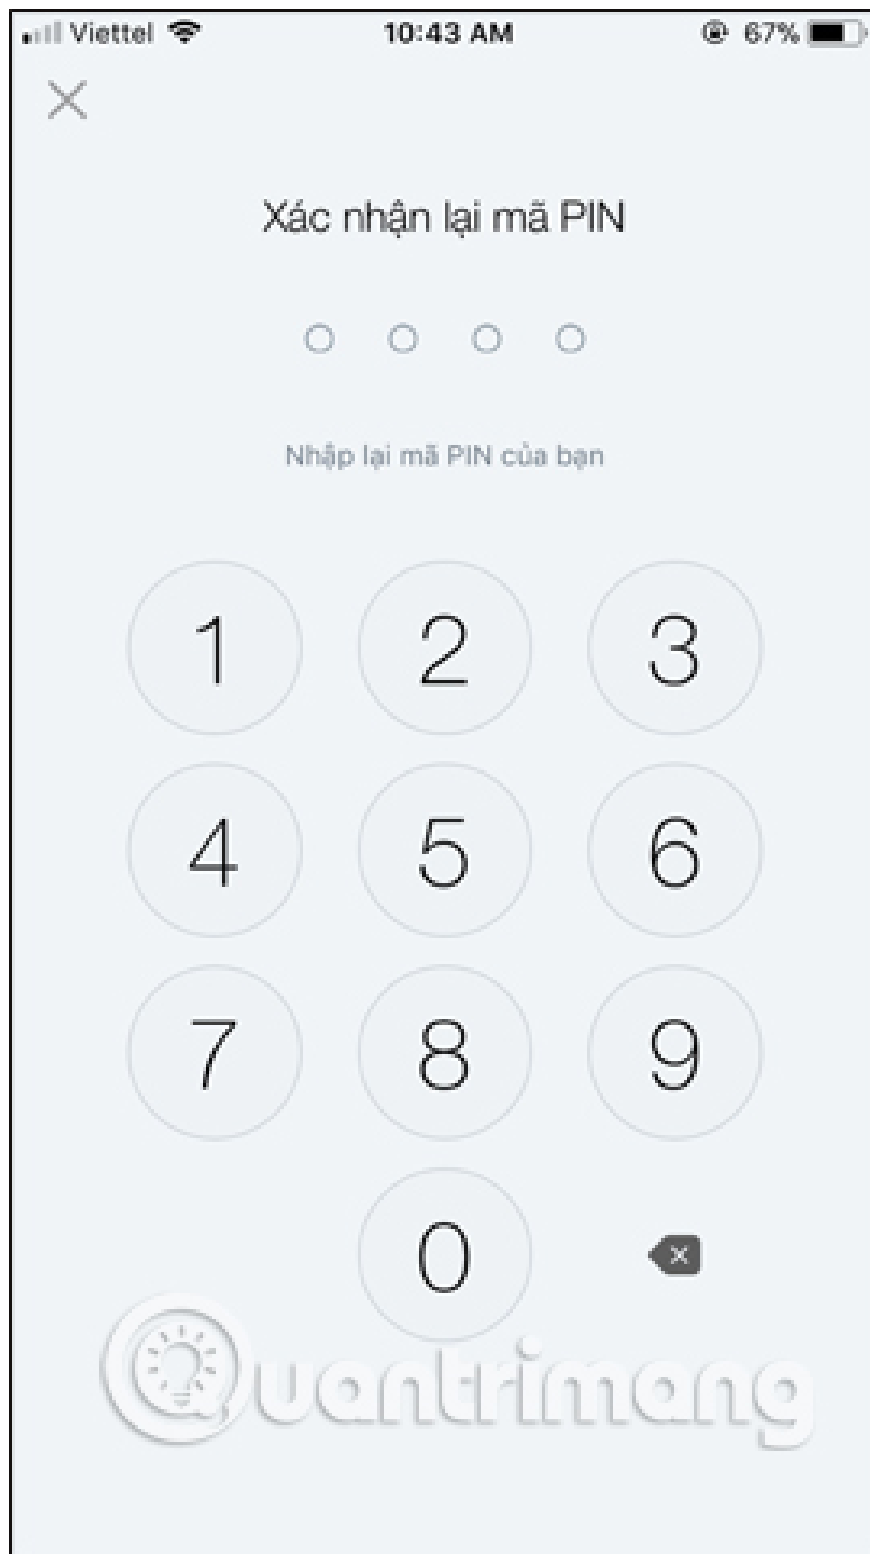 Viettel 10:43 AM 67%
Xác nhận lại mã PIN
Nhập lại mã PIN của bạn
1 2 3
4 5 6
7 8 9
0
Quantrimang